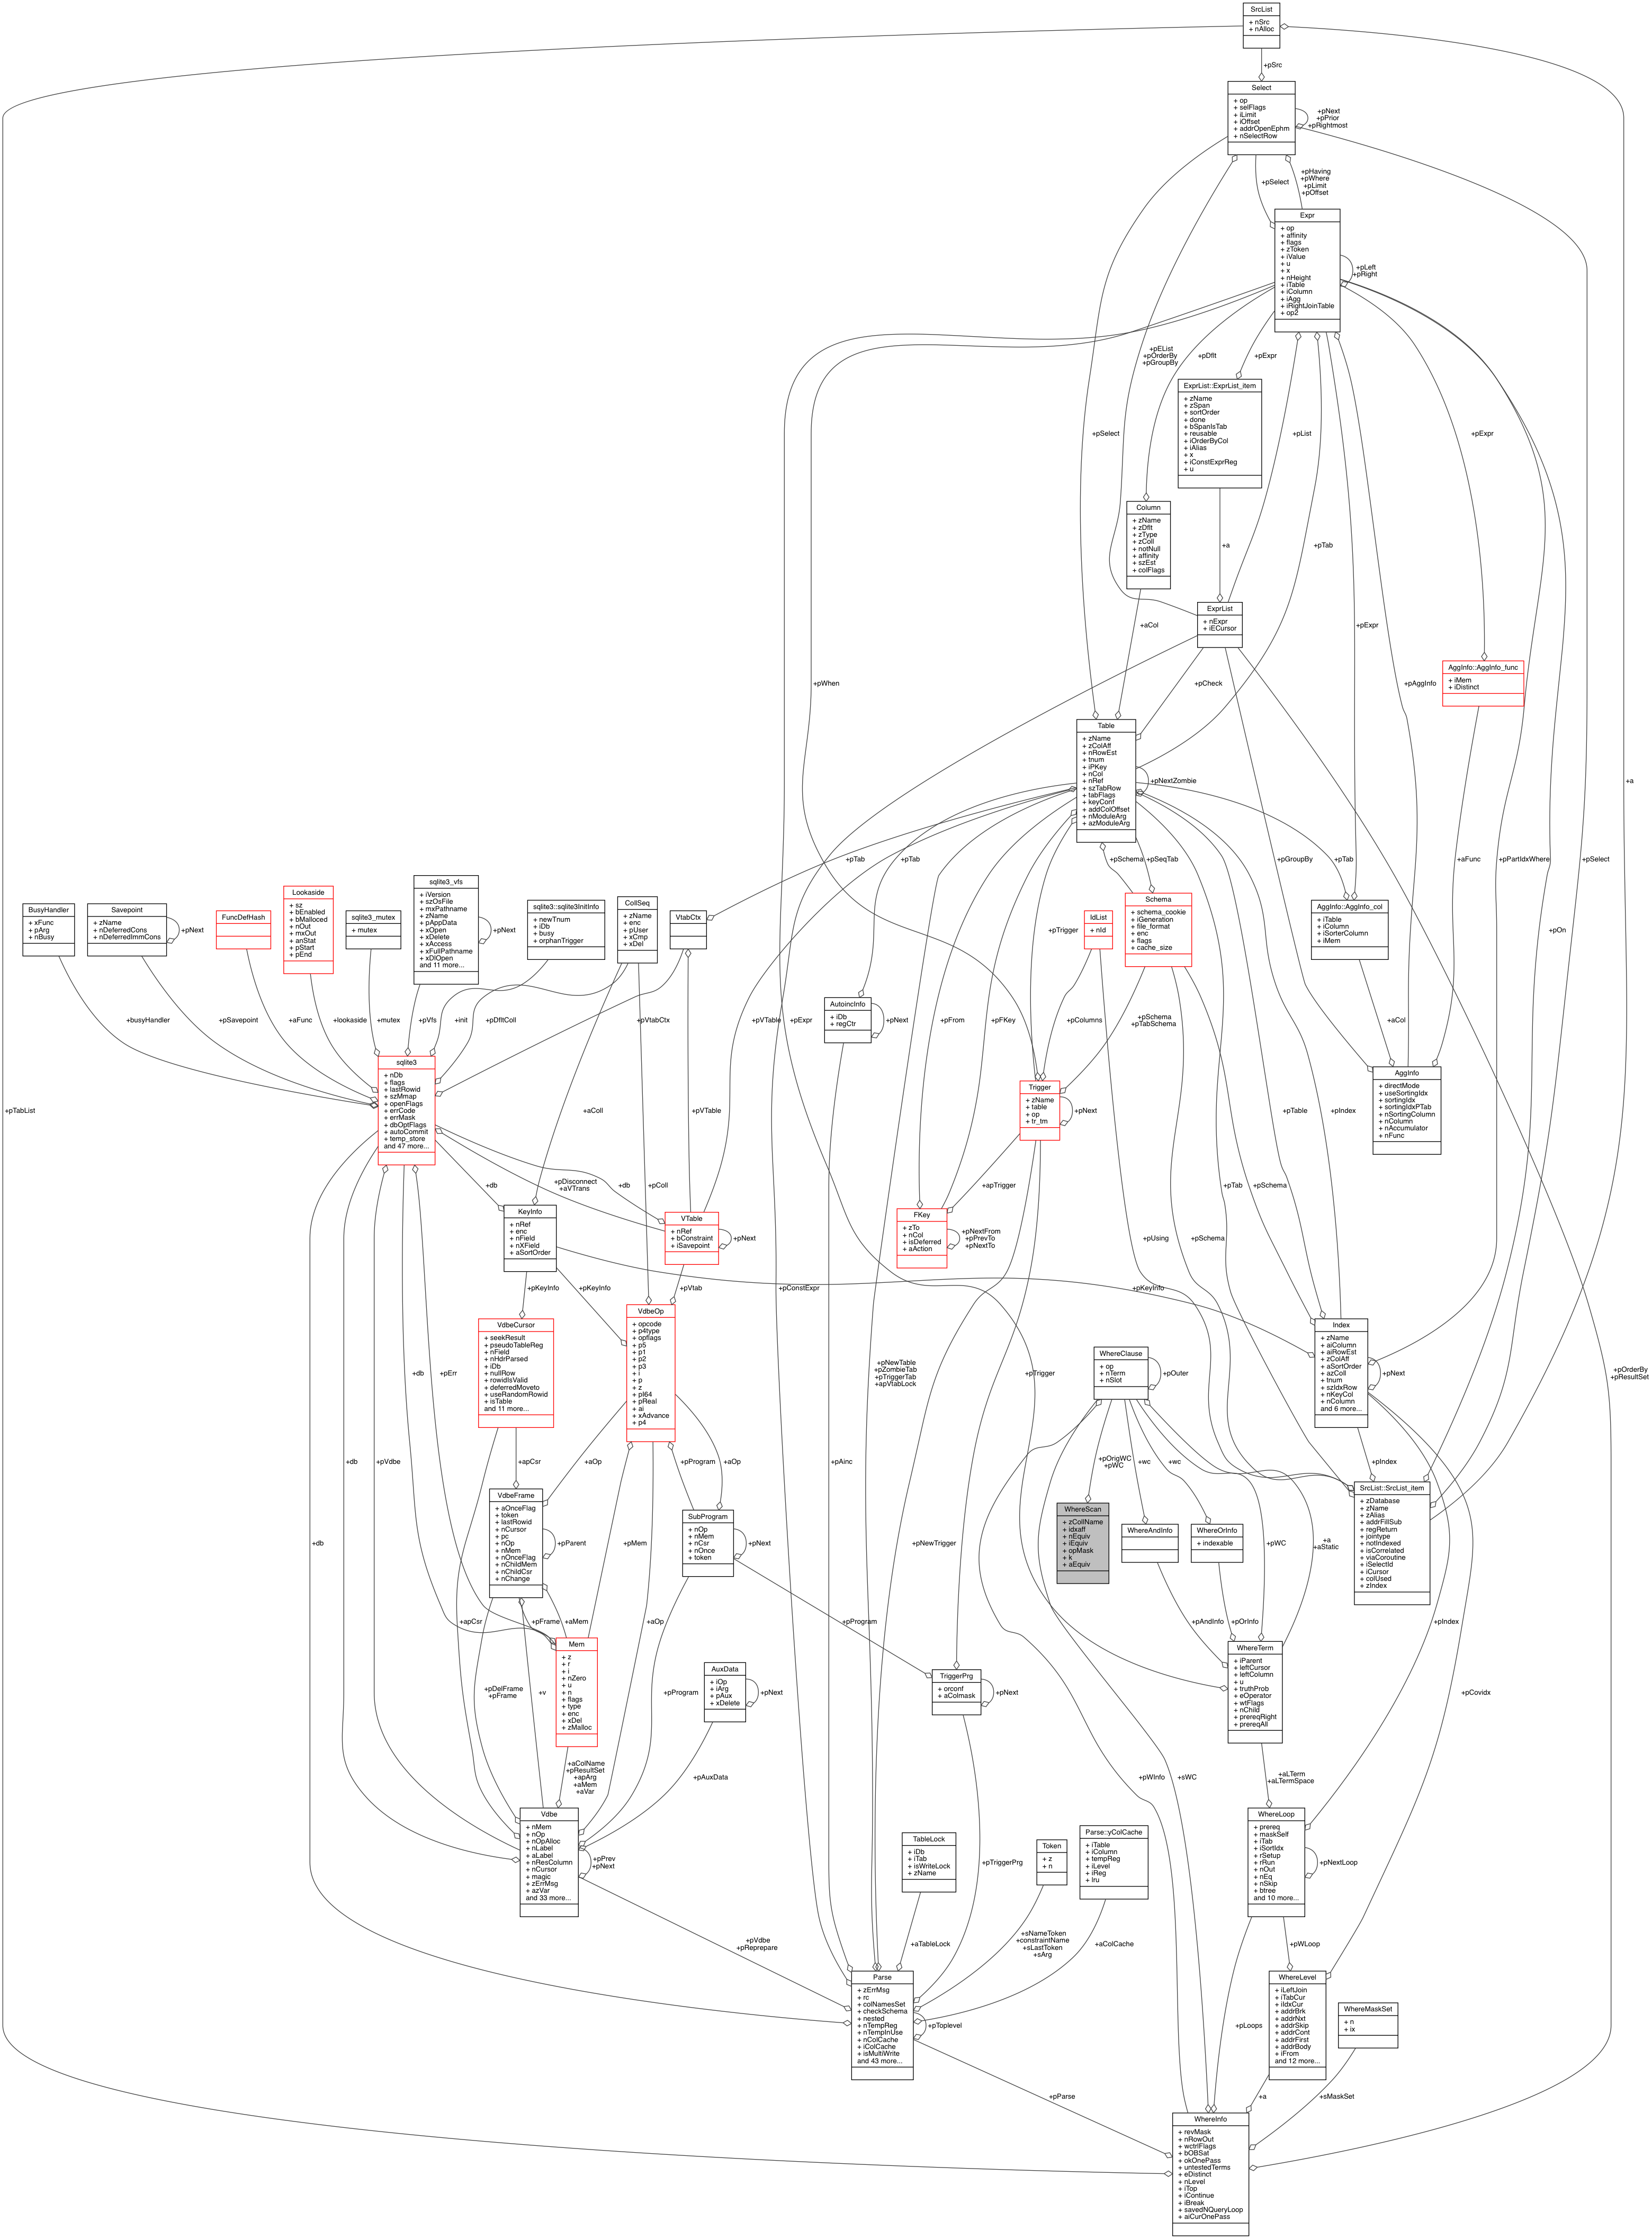 SrcList
+ nSrc
+ nAlloc
+pSrc
Select
+ op
+ selFlags
+ iLimit
+ iOffset
+ addrOpenEphm
+ nSelectRow
+pNext
+pPrior
+pRightmost
+pSelect
+pHaving
+pWhere
+pLimit
+pOffset
Expr
+ op
+ affinity
+ flags
+ zToken
+ iValue
+ u
+ x
+ nHeight
+ iTable
+ iColumn
+ iAgg
+ iRightJoinTable
+ op2
+pLeft
+pRight
+pEList
+pOrderBy
+pGroupBy
+pDflt
+pExpr
ExprList::ExprList_item
+ zName
+ zSpan
+ sortOrder
+ done
+ bSpanIsTab
+ reusable
+ iOrderByCol
+ iAlias
+ x
+ iConstExprReg
+ u
+pSelect
+pList
+pExpr
Column
+ zName
+ zDflt
+ zType
+ zColl
+ notNull
+ affinity
+ szEst
+ colFlags
+a
+pTab
ExprList
+ nExpr
+ iECursor
+aCol
+pExpr
+pWhen
+pCheck
+pAggInfo
AggInfo::AggInfo_func
+ iMem
+ iDistinct
Table
+ zName
+ zColAff
+ nRowEst
+ tnum
+ iPKey
+ nCol
+ nRef
+ szTabRow
+ tabFlags
+ keyConf
+ addColOffset
+ nModuleArg
+ azModuleArg
+pNextZombie
+a
+pTab
+pTab
+pSchema
+pSeqTab
+pGroupBy
+pTab
+aFunc
+pPartIdxWhere
+pSelect
+pOn
BusyHandler
+ xFunc
+ pArg
+ nBusy
Savepoint
+ zName
+ nDeferredCons
+ nDeferredImmCons
+pNext
FuncDefHash
Lookaside
+ sz
+ bEnabled
+ bMalloced
+ nOut
+ mxOut
+ anStat
+ pStart
+ pEnd
sqlite3_mutex
+ mutex
sqlite3_vfs
+ iVersion
+ szOsFile
+ mxPathname
+ zName
+ pAppData
+ xOpen
+ xDelete
+ xAccess
+ xFullPathname
+ xDlOpen
and 11 more...
+pNext
sqlite3::sqlite3InitInfo
+ newTnum
+ iDb
+ busy
+ orphanTrigger
CollSeq
+ zName
+ enc
+ pUser
+ xCmp
+ xDel
VtabCtx
+pTrigger
IdList
+ nId
Schema
+ schema_cookie
+ iGeneration
+ file_format
+ enc
+ flags
+ cache_size
AggInfo::AggInfo_col
+ iTable
+ iColumn
+ iSorterColumn
+ iMem
+busyHandler
+pSavepoint
+aFunc
+lookaside
+mutex
+pVfs
+init
+pDfltColl
+pVtabCtx
+pVTable
+pExpr
AutoincInfo
+ iDb
+ regCtr
+pNext
+pFrom
+pFKey
+pColumns
+pSchema
+pTabSchema
+aCol
sqlite3
+ nDb
+ flags
+ lastRowid
+ szMmap
+ openFlags
+ errCode
+ errMask
+ dbOptFlags
+ autoCommit
+ temp_store
and 47 more...
Trigger
+ zName
+ table
+ op
+ tr_tm
+pNext
AggInfo
+ directMode
+ useSortingIdx
+ sortingIdx
+ sortingIdxPTab
+ nSortingColumn
+ nColumn
+ nAccumulator
+ nFunc
+pTabList
+aColl
+pVTable
+pTable
+pIndex
+db
+pDisconnect
+aVTrans
+db
+pColl
+apTrigger
+pTab
+pSchema
KeyInfo
+ nRef
+ enc
+ nField
+ nXField
+ aSortOrder
VTable
+ nRef
+ bConstraint
+ iSavepoint
+pNext
FKey
+ zTo
+ nCol
+ isDeferred
+ aAction
+pNextFrom
+pPrevTo
+pNextTo
+pUsing
+pSchema
+pKeyInfo
+pKeyInfo
+pVtab
+pConstExpr
+pKeyInfo
VdbeCursor
+ seekResult
+ pseudoTableReg
+ nField
+ nHdrParsed
+ iDb
+ nullRow
+ rowidIsValid
+ deferredMoveto
+ useRandomRowid
+ isTable
and 11 more...
VdbeOp
+ opcode
+ p4type
+ opflags
+ p5
+ p1
+ p2
+ p3
+ i
+ p
+ z
+ pI64
+ pReal
+ ai
+ xAdvance
+ p4
Index
+ zName
+ aiColumn
+ aiRowEst
+ zColAff
+ aSortOrder
+ azColl
+ tnum
+ szIdxRow
+ nKeyCol
+ nColumn
and 6 more...
+pNext
+db
+pErr
+pNewTable
+pZombieTab
+pTriggerTab
+apVtabLock
+pTrigger
WhereClause
+ op
+ nTerm
+ nSlot
+pOuter
+pOrderBy
+pResultSet
+db
+pVdbe
+apCsr
+aOp
+pProgram
+aOp
+pAinc
+pOrigWC
+pWC
+wc
+wc
+pIndex
VdbeFrame
+ aOnceFlag
+ token
+ lastRowid
+ nCursor
+ pc
+ nOp
+ nMem
+ nOnceFlag
+ nChildMem
+ nChildCsr
+ nChange
+pParent
SubProgram
+ nOp
+ nMem
+ nCsr
+ nOnce
+ token
+pNext
WhereScan
+ zCollName
+ idxaff
+ nEquiv
+ iEquiv
+ opMask
+ k
+ aEquiv
WhereAndInfo
WhereOrInfo
+ indexable
SrcList::SrcList_item
+ zDatabase
+ zName
+ zAlias
+ addrFillSub
+ regReturn
+ jointype
+ notIndexed
+ isCorrelated
+ viaCoroutine
+ iSelectId
+ iCursor
+ colUsed
+ zIndex
+db
+pMem
+pNewTrigger
+pWC
+a
+aStatic
+apCsr
+pFrame
+aMem
+aOp
+pProgram
+pAndInfo
+pOrInfo
+pIndex
Mem
+ z
+ r
+ i
+ nZero
+ u
+ n
+ flags
+ type
+ enc
+ xDel
+ zMalloc
WhereTerm
+ iParent
+ leftCursor
+ leftColumn
+ u
+ truthProb
+ eOperator
+ wtFlags
+ nChild
+ prereqRight
+ prereqAll
+pDelFrame
+pFrame
+v
+pProgram
AuxData
+ iOp
+ iArg
+ pAux
+ xDelete
+pNext
TriggerPrg
+ orconf
+ aColmask
+pNext
+pCovidx
+aColName
+pResultSet
+apArg
+aMem
+aVar
+pAuxData
+pWInfo
+sWC
+aLTerm
+aLTermSpace
Vdbe
+ nMem
+ nOp
+ nOpAlloc
+ nLabel
+ aLabel
+ nResColumn
+ nCursor
+ magic
+ zErrMsg
+ azVar
and 33 more...
+pPrev
+pNext
TableLock
+ iDb
+ iTab
+ isWriteLock
+ zName
+pTriggerPrg
Token
+ z
+ n
Parse::yColCache
+ iTable
+ iColumn
+ tempReg
+ iLevel
+ iReg
+ lru
WhereLoop
+ prereq
+ maskSelf
+ iTab
+ iSortIdx
+ rSetup
+ rRun
+ nOut
+ nEq
+ nSkip
+ btree
and 10 more...
+pNextLoop
+pVdbe
+pReprepare
+aTableLock
+sNameToken
+constraintName
+sLastToken
+sArg
+aColCache
+pWLoop
Parse
+ zErrMsg
+ rc
+ colNamesSet
+ checkSchema
+ nested
+ nTempReg
+ nTempInUse
+ nColCache
+ iColCache
+ isMultiWrite
and 43 more...
+pToplevel
+pLoops
WhereLevel
+ iLeftJoin
+ iTabCur
+ iIdxCur
+ addrBrk
+ addrNxt
+ addrSkip
+ addrCont
+ addrFirst
+ addrBody
+ iFrom
and 12 more...
WhereMaskSet
+ n
+ ix
+pParse
+a
+sMaskSet
WhereInfo
+ revMask
+ nRowOut
+ wctrlFlags
+ bOBSat
+ okOnePass
+ untestedTerms
+ eDistinct
+ nLevel
+ iTop
+ iContinue
+ iBreak
+ savedNQueryLoop
+ aiCurOnePass